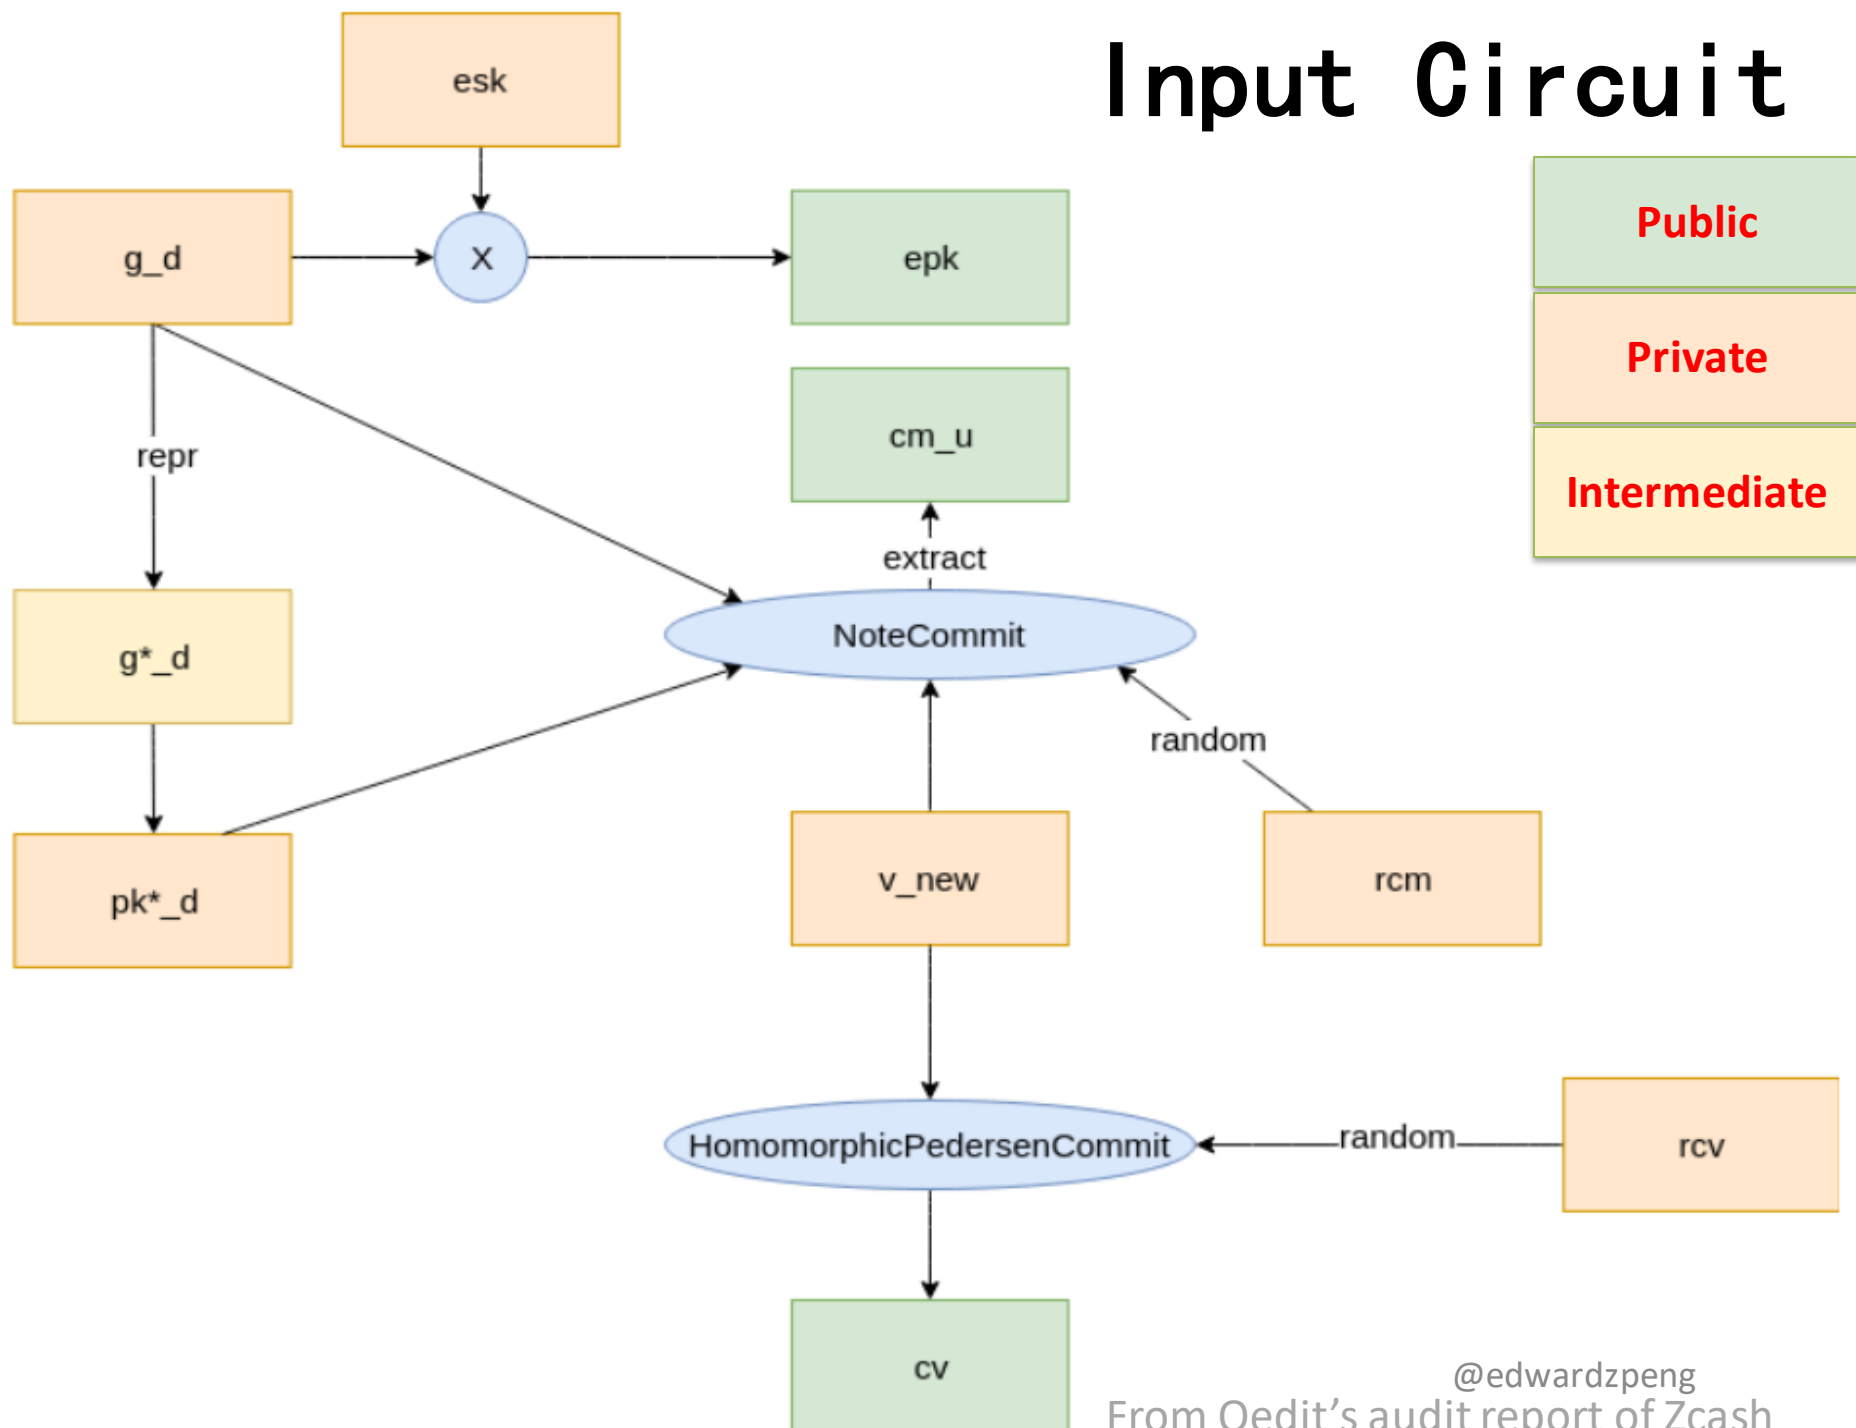 Input Circuit
esk
Public
g_d
X
epk
Private
cm_u
repr
Intermediate
extract
NoteCommit
g*_d
random
v_new
rcm
pk*_d
HomomorphicPedersenCommit
random
rcv
cv
@edwardzpeng
From Qedit's audit report of Zcash